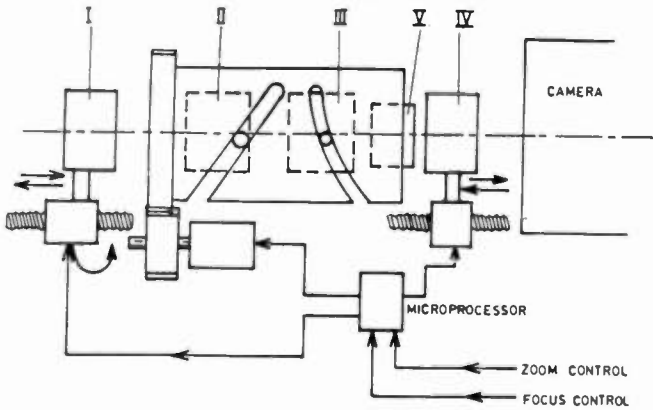 I II III V IV
CAMERA
MICROPROCESSOR
ZOOM CONTROL
FOCUS CONTROL